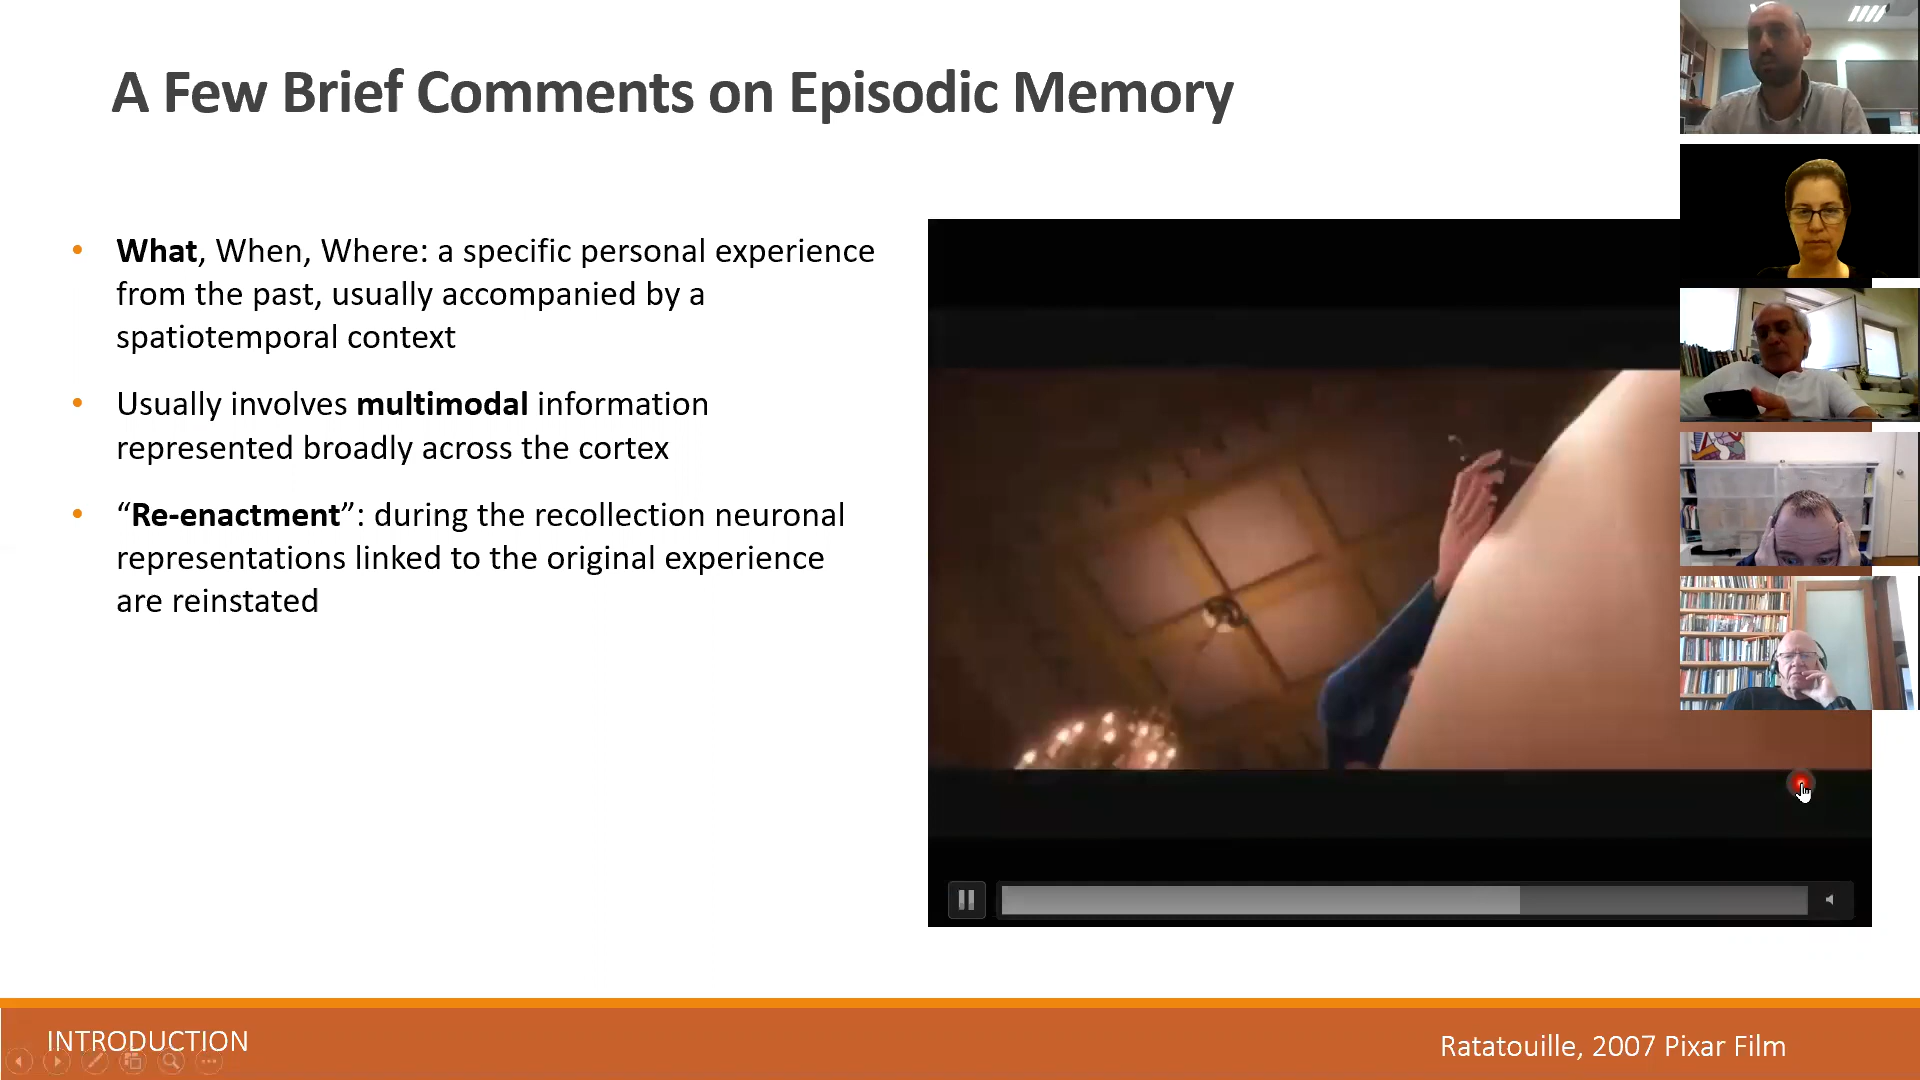 A Few Brief Comments on Episodic Memory
• What, When, Where: a specific personal experience
from the past, usually accompanied by a
spatiotemporal context
• Usually involves multimodal information
represented broadly across the cortex
• “Re-enactment”: during the recollection neuronal
representations linked to the original experience
are reinstated
INTRODUCTION
Ratatouille, 2007 Pixar Film